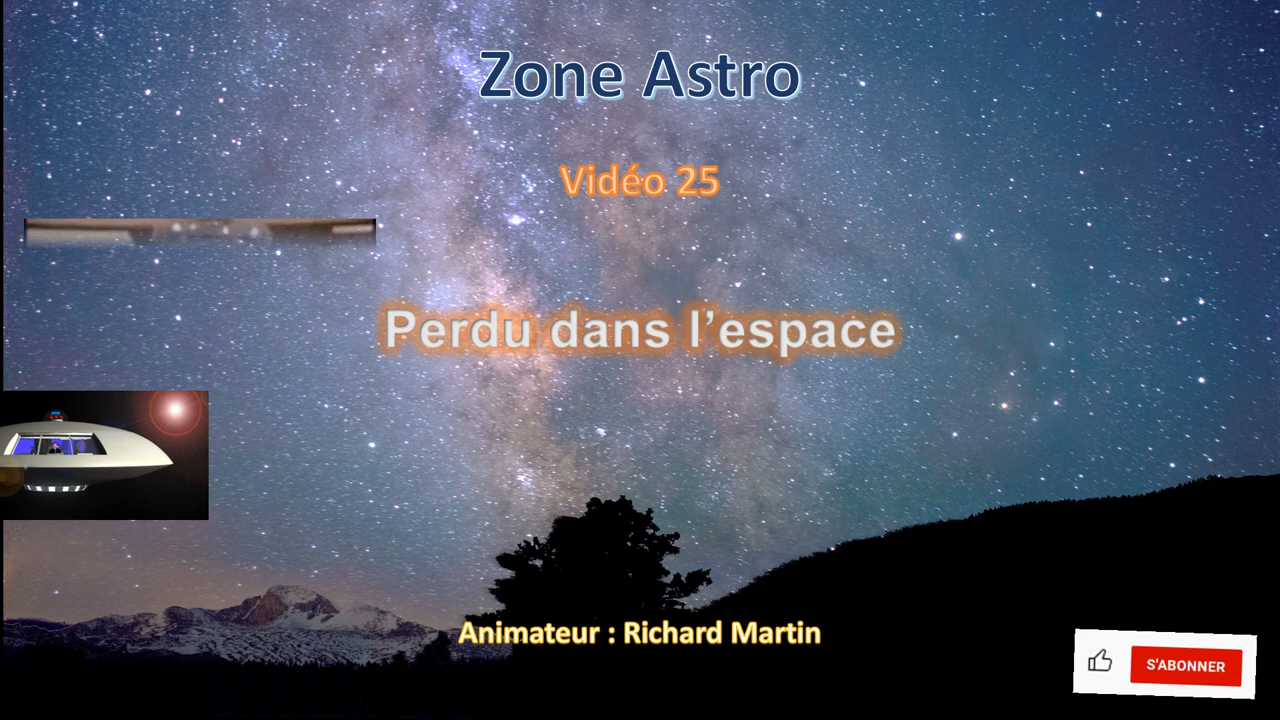 Zone Astro
Vidéo 25
Perdu dans l’espace
Animateur : Richard Martin
S'ABONNER